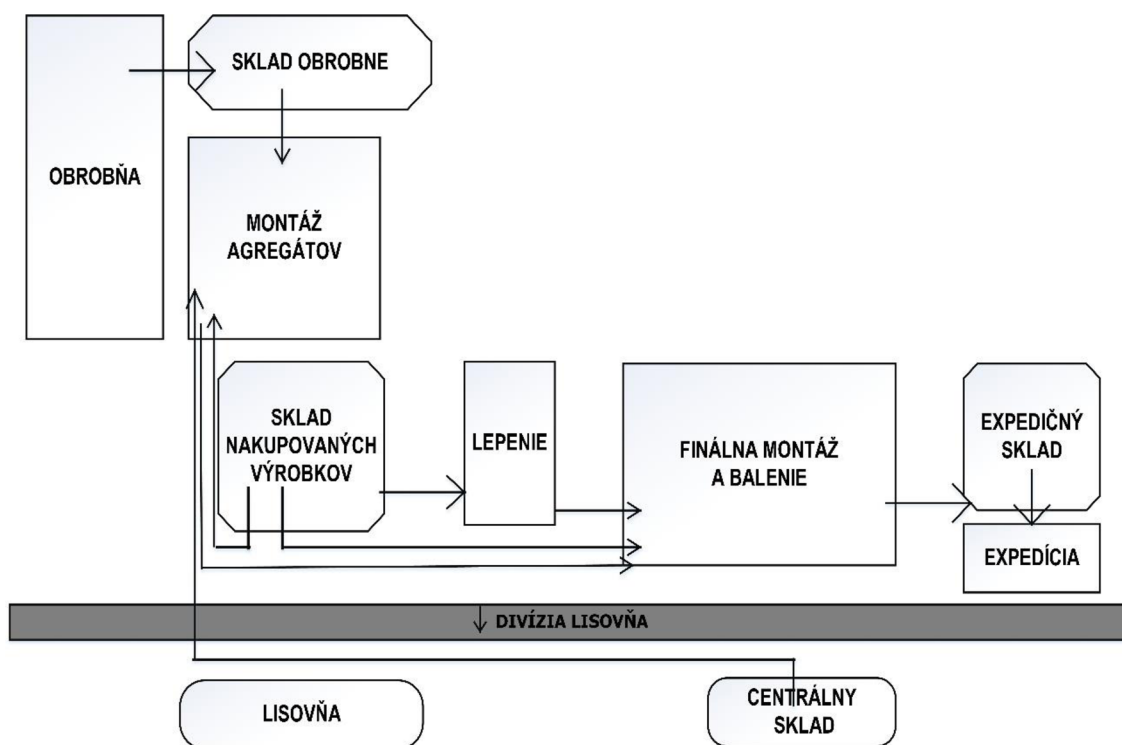 SKLAD OBROBNE
OBROBŇA
MONTÁŽ
AGREGÁTOV
SKLAD
NAKUPOVANÝCH
VÝROBKOV
LEPENIE
FINÁLNA MONTÁŽ
A BALENIE
EXPEDIČNÝ
SKLAD
EXPEDÍCIA
DIVÍZIA LISOVŇA
LISOVŇA
CENTRÁLNY
SKLAD